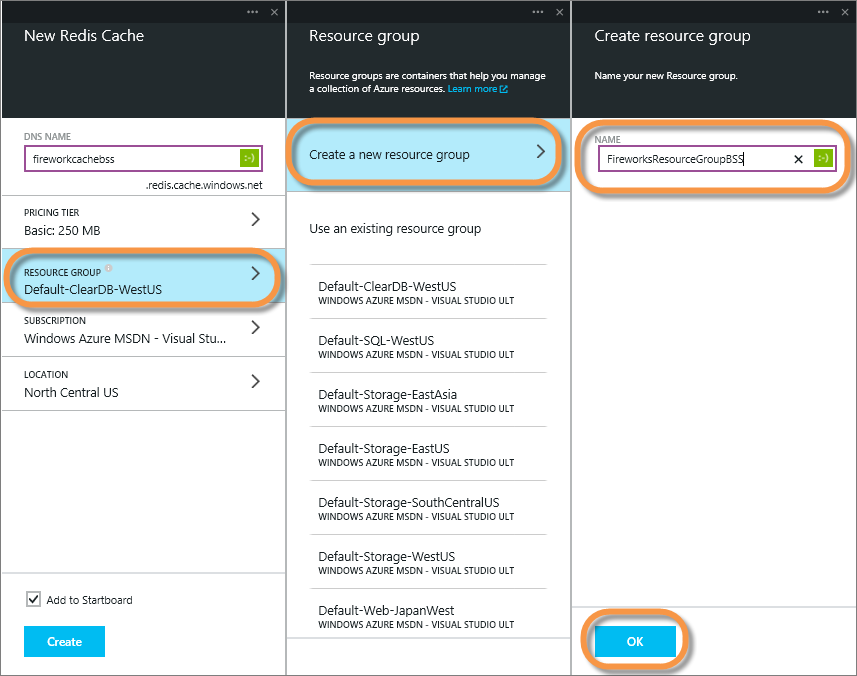 New Redis Cache
DNS NAME
fireworkcachebss
:-)
.redis.cache.windows.net
PRICING TIER
Basic: 250 MB
RESOURCE GROUP
Default-ClearDB-WestUS
SUBSCRIPTION
Windows Azure MSDN - Visual Stu...
LOCATION
North Central US
Add to Startboard
Create
Resource group
Resource groups are containers that help you manage
a collection of Azure resources. Learn more
Create a new resource group
Use an existing resource group
Default-ClearDB-WestUS
WINDOWS AZURE MSDN - VISUAL STUDIO ULT
Default-SQL-WestUS
WINDOWS AZURE MSDN - VISUAL STUDIO ULT
Default-Storage-EastAsia
WINDOWS AZURE MSDN - VISUAL STUDIO ULT
Default-Storage-EastUS
WINDOWS AZURE MSDN - VISUAL STUDIO ULT
Default-Storage-SouthCentralUS
WINDOWS AZURE MSDN - VISUAL STUDIO ULT
Default-Storage-WestUS
WINDOWS AZURE MSDN - VISUAL STUDIO ULT
Default-Web-JapanWest
WINDOWS AZURE MSDN - VISUAL STUDIO ULT
Create resource group
Name your new Resource group.
NAME
FireworksResourceGroupBSS
:-)
OK